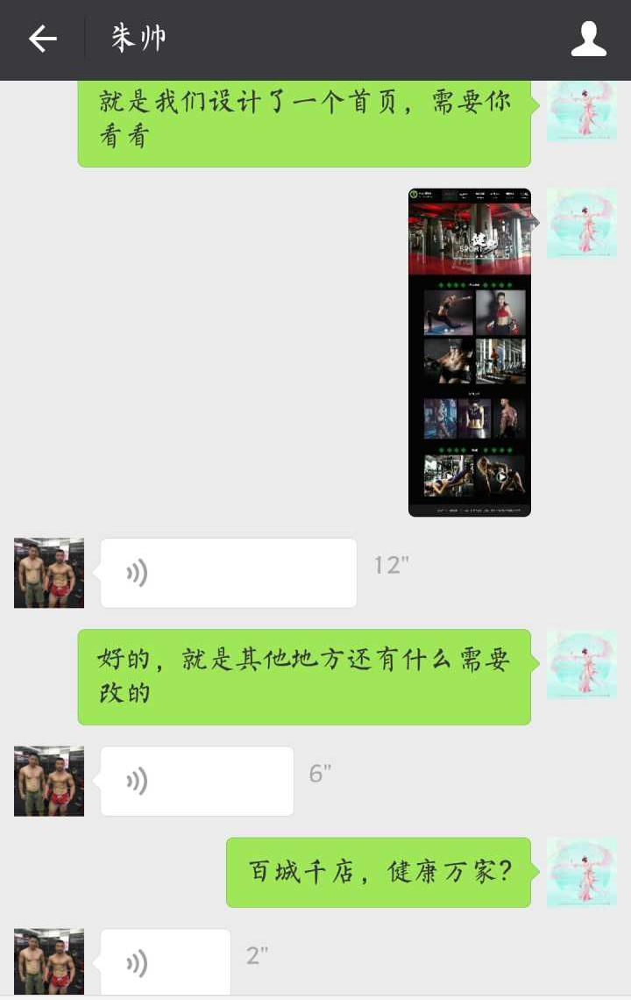 朱帅
就是我们设计了一个首页，需要你
看看
健
SPORT
12"
好的，就是其他地方还有什么需要
改的
6"
百城千店，健康万家？
2"